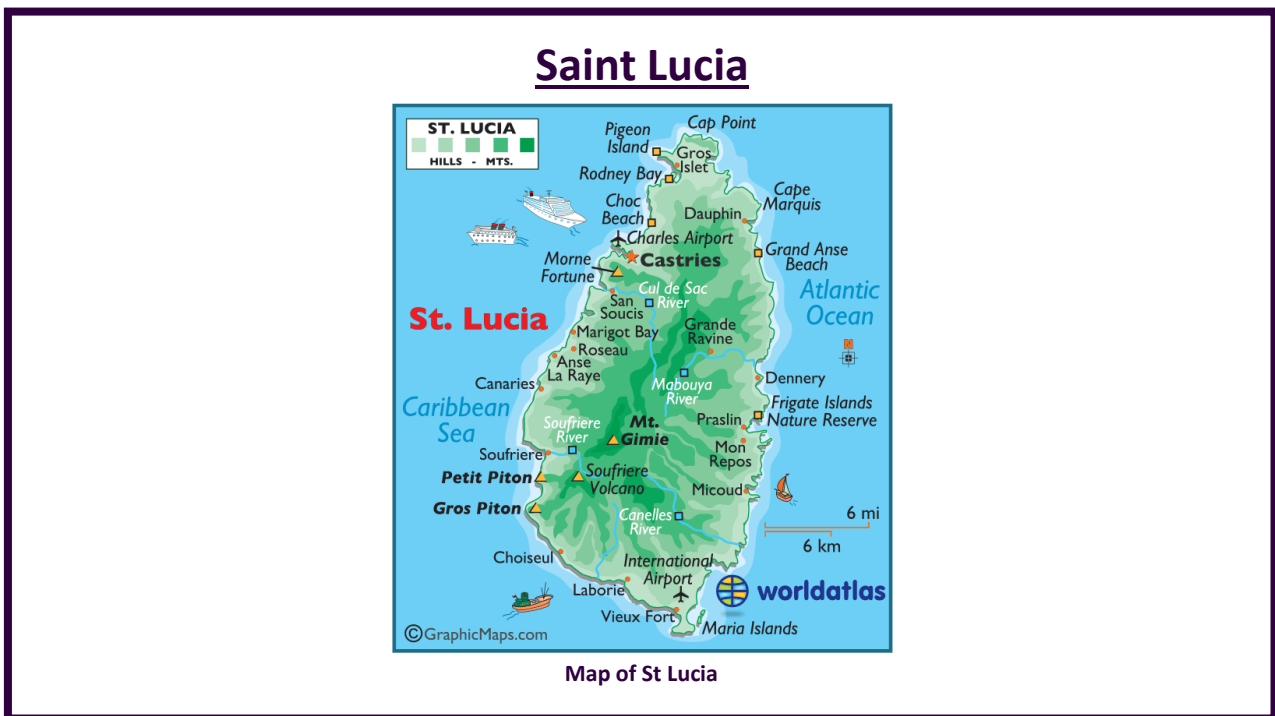 Saint Lucia
ST. LUCIA
HILLS - MTS.
Cap Point
Pigeon
Island
Gros
Islet
Rodney Bay
Cape
Marquis
Choc
Beach
Dauphin
Charles Airport
Castries
Grand Anse
Beach
Morne
Fortune
Cul de Sac
River
Atlantic
Ocean
San
Soucis
St. Lucia
Marigot Bay
Grande
Ravine
N
Roseau
Anse
La Raye
Canaries
Mabouya
River
Dennery
Caribbean
Sea
Frigate Islands
Nature Reserve
Praslin
Soufriere
River
Mt.
Gimie
Mon
Repos
Soufriere
Petit Piton
Soufriere
Volcano
Micoud
Gros Piton
Canelles
River
6 mi
6 km
Choiseul
International
Airport
Laborie
worldatlas
Vieux Fort
Maria Islands
©GraphicMaps.com
Map of St Lucia